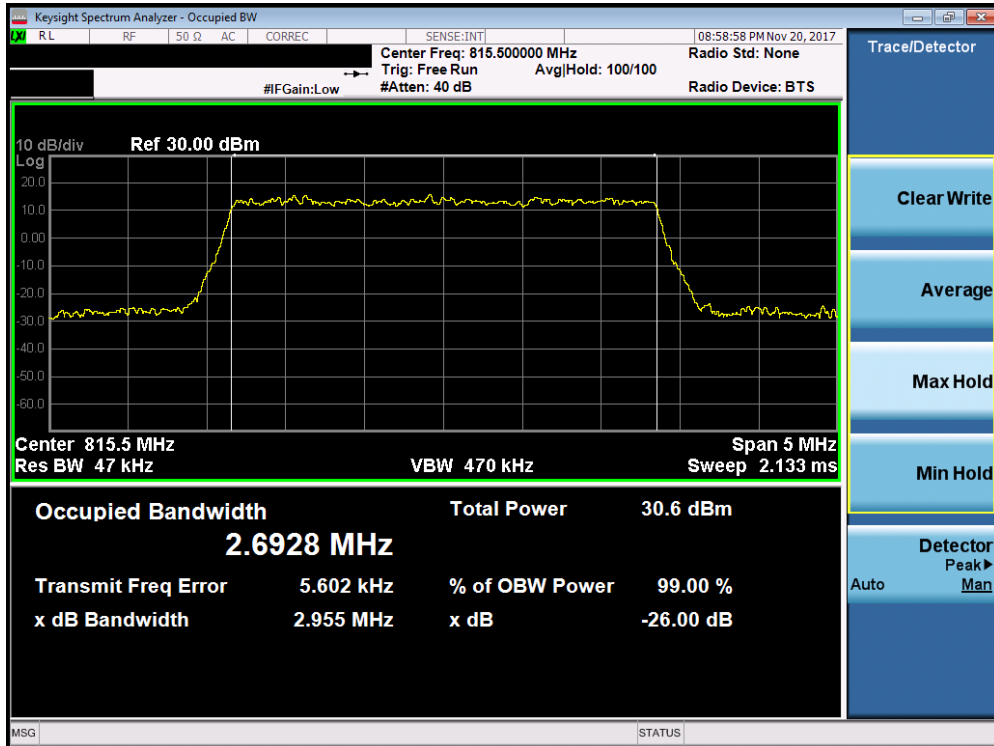 Keysight Spectrum Analyzer - Occupied BW
LXI RL RF 50 Ω AC CORREC SENSE:INT 08:58:58 PM Nov 20, 2017
Center Freq: 815.500000 MHz Radio Std: None
Trig: Free Run Avg|Hold: 100/100
#IFGain:Low #Atten: 40 dB Radio Device: BTS
10 dB/div Ref 30.00 dBm
Log
20.0
10.0
0.00
-10.0
-20.0
-30.0
-40.0
-50.0
-60.0
Center 815.5 MHz Span 5 MHz
Res BW 47 kHz VBW 470 kHz Sweep 2.133 ms
Occupied Bandwidth Total Power 30.6 dBm
2.6928 MHz
Transmit Freq Error 5.602 kHz % of OBW Power 99.00 %
x dB Bandwidth 2.955 MHz x dB -26.00 dB
Trace/Detector
Clear Write
Average
Max Hold
Min Hold
Detector
Peak▶
Auto Man
MSG STATUS